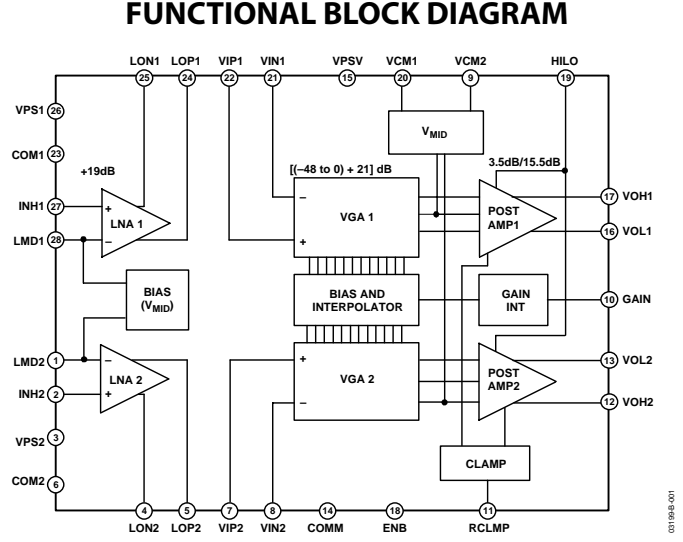 FUNCTIONAL BLOCK DIAGRAM
LON1 LOP1 VIP1 VIN1 VPSV VCM1 VCM2 HILO
25 24 22 21 15 20 9 19
VPS1 26
COM1 23
INH1 27
LMD1 28
+19dB
+
LNA 1
–
BIAS
(VMID)
LMD2 1
INH2 2
–
LNA 2
+
VPS2 3
COM2 6
VMID
[(–48 to 0) + 21] dB
–
VGA 1
+
3.5dB/15.5dB
POST
AMP1
17 VOH1
16 VOL1
BIAS AND
INTERPOLATOR
GAIN
INT
10 GAIN
+
VGA 2
–
POST
AMP2
13 VOL2
12 VOH2
CLAMP
4 5 7 8 14 18 11
LON2 LOP2 VIP2 VIN2 COMM ENB RCLMP
03199-B-001